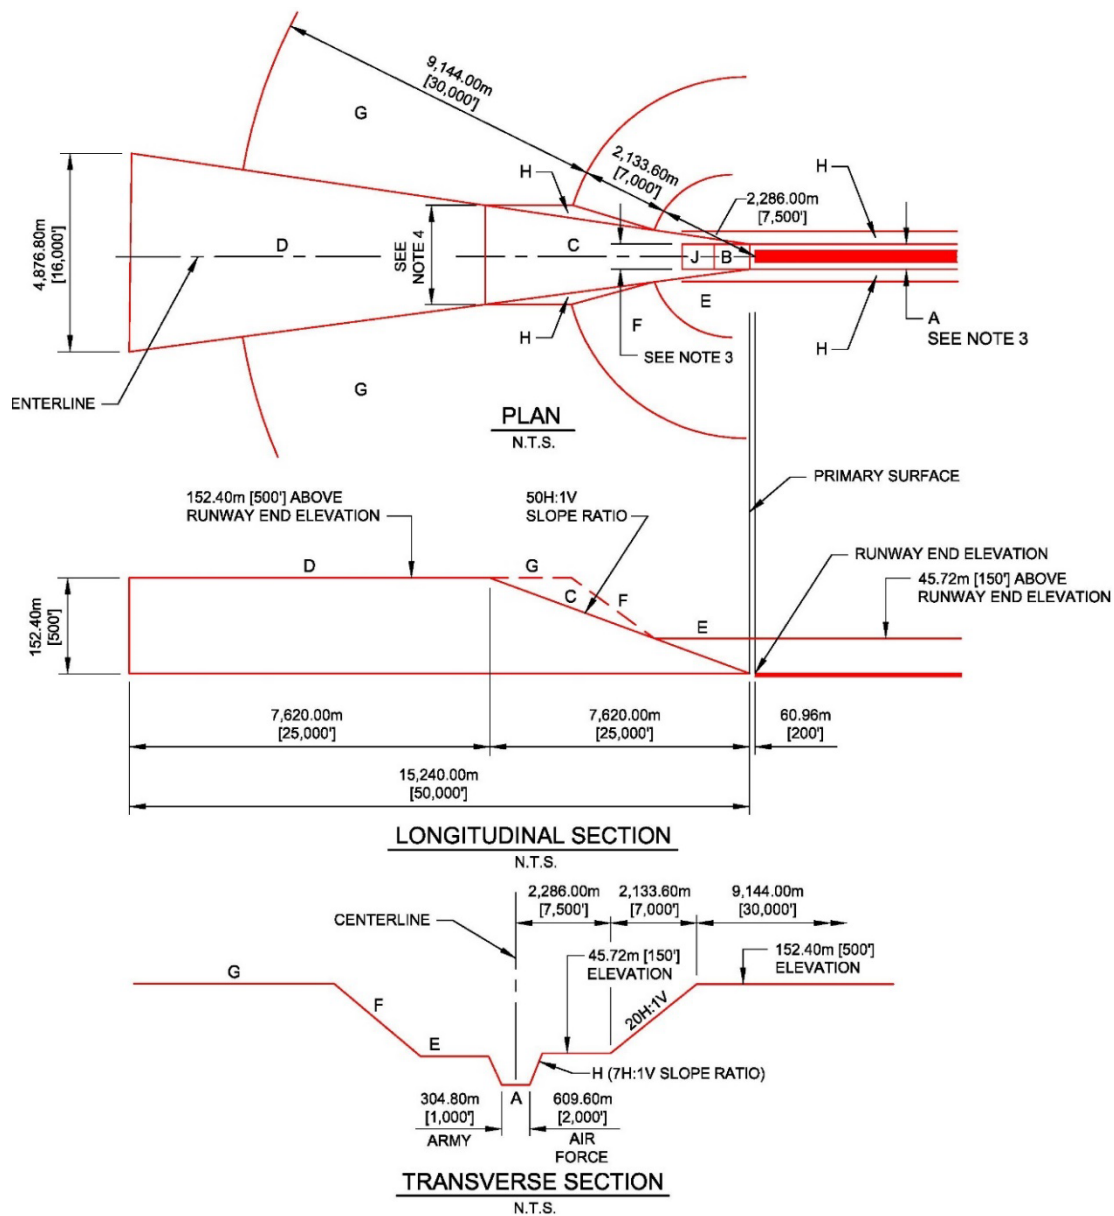 9,144.00m
[30,000']
G
2,133.60m
[7,000']
H
H
2,286.00m
[7,500']
4,876.80m
[16,000']
D
SEE
NOTE 4
C
J
B
H
F
E
H
A
SEE NOTE 3
SEE NOTE 3
G
ENTERLINE
PLAN
N.T.S.
152.40m [500'] ABOVE
RUNWAY END ELEVATION
50H:1V
SLOPE RATIO
PRIMARY SURFACE
RUNWAY END ELEVATION
45.72m [150'] ABOVE
RUNWAY END ELEVATION
D
G
C
F
E
152.40m
[500']
7,620.00m
[25,000']
7,620.00m
[25,000']
60.96m
[200']
15,240.00m
[50,000']
LONGITUDINAL SECTION
N.T.S.
2,286.00m
[7,500']
2,133.60m
[7,000']
9,144.00m
[30,000']
CENTERLINE
45.72m [150']
ELEVATION
152.40m [500']
ELEVATION
G
F
E
20H:1V
H (7H:1V SLOPE RATIO)
A
304.80m
[1,000']
ARMY
609.60m
[2,000']
AIR
FORCE
TRANSVERSE SECTION
N.T.S.